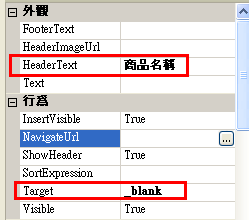 外觀
FooterText
HeaderImageUrl
HeaderText 商品名稱
Text
行為
InsertVisible True
NavigateUrl ...
ShowHeader True
SortExpression
Target _blank
Visible True